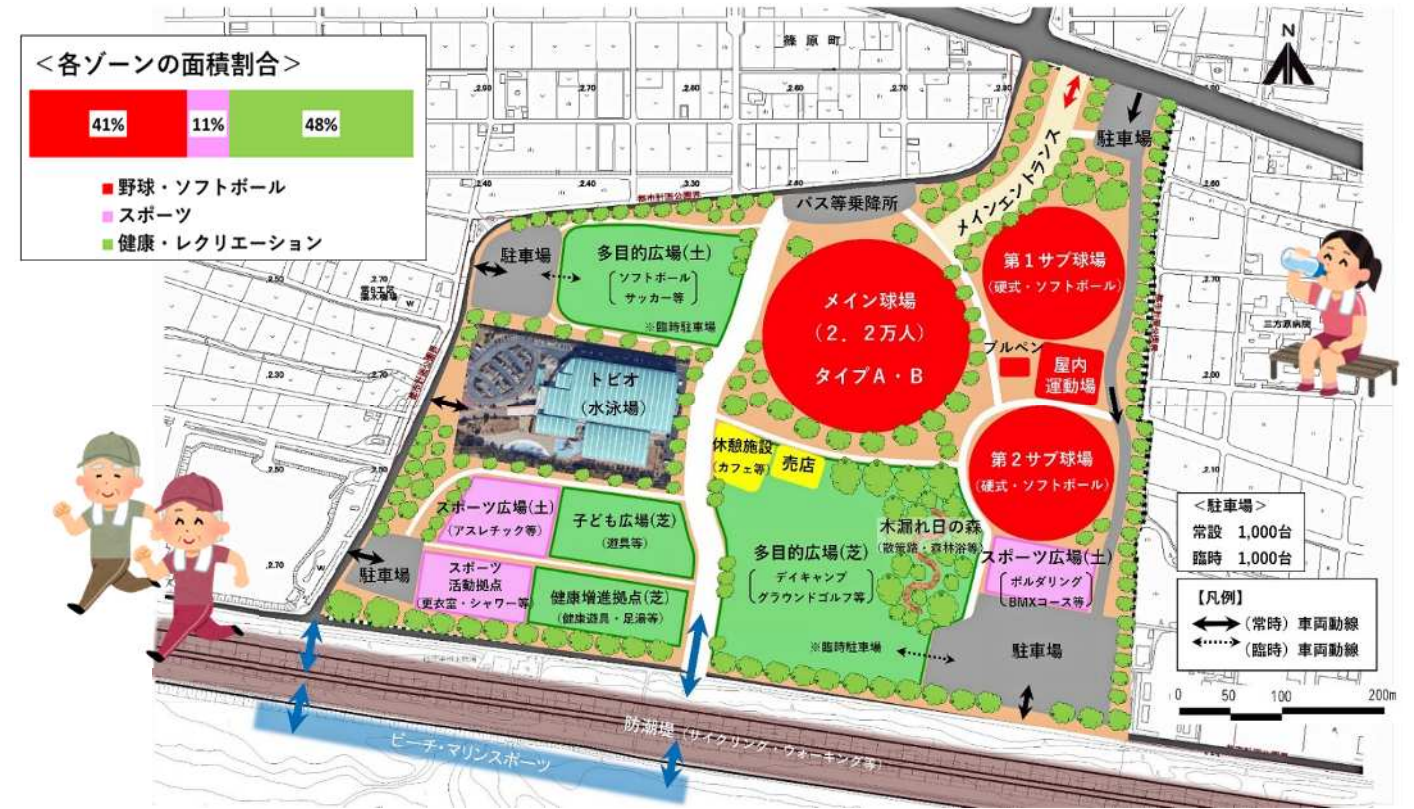 <各ゾーンの面積割合>
41%
11%
48%
■野球・ソフトボール
■スポーツ
■健康・レクリエーション
篠原町
N
駐車場
メインエントランス
バス等乗降所
駐車場
多目的広場(土)
ソフトボール
サッカー等
※臨時駐車場
メイン球場
(2.2万人)
タイプA・B
第1サブ球場
(硬式・ソフトボール)
ブルペン
屋内
運動場
三方原病院
トビオ
(水泳場)
休憩施設
(カフェ等)
売店
第2サブ球場
(硬式・ソフトボール)
スポーツ広場(土)
(アスレチック等)
子ども広場(芝)
(遊具等)
木漏れ日の森
(散策路・森林浴等)
多目的広場(芝)
デイキャンプ
グラウンドゴルフ等
※臨時駐車場
スポーツ広場(土)
ボルダリング
BMXコース等
駐車場
スポーツ
活動拠点
(更衣室・シャワー等)
健康増進拠点(芝)
(健康遊具・足湯等)
駐車場
<駐車場>
常設 1,000台
臨時 1,000台
【凡例】
(常時) 車両動線
(臨時) 車両動線
0 50 100 200m
防潮堤(サイクリング・ウォーキング等)
ビーチ・マリンスポーツ